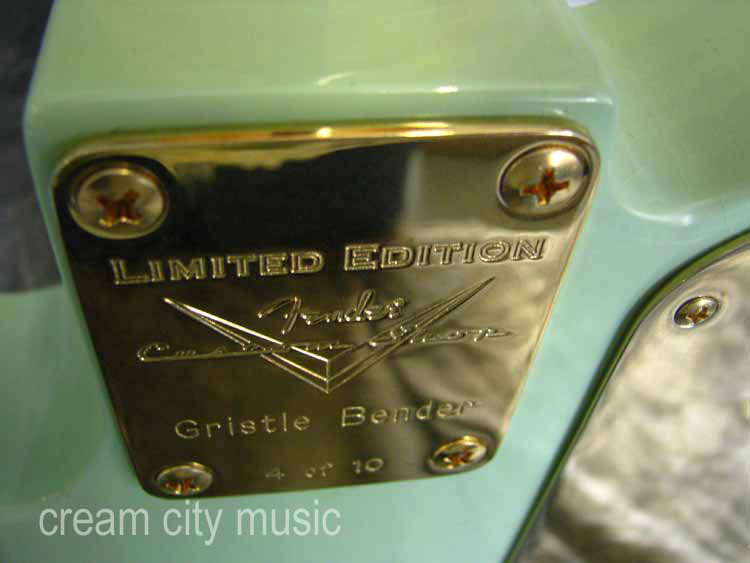 LIMITED EDITION
Fender
Custom Shop
Gristle Bender
4 of 10
cream city music